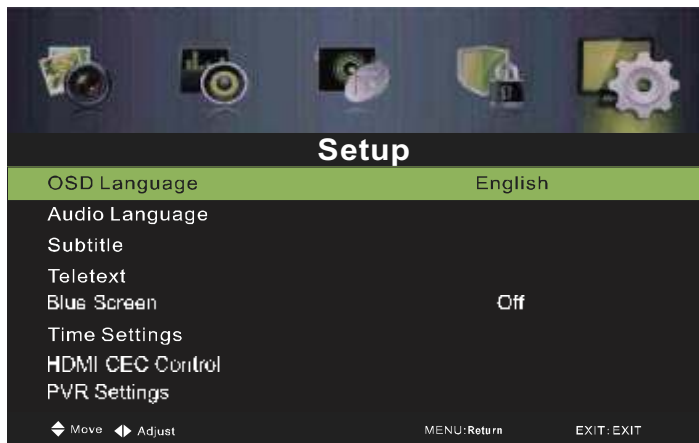 Setup
OSD Language English
Audio Language
Subtitle
Teletext
Blue Screen Off
Time Settings
HDMI CEC Control
PVR Settings
Move Adjust MENU:Return EXIT:EXIT